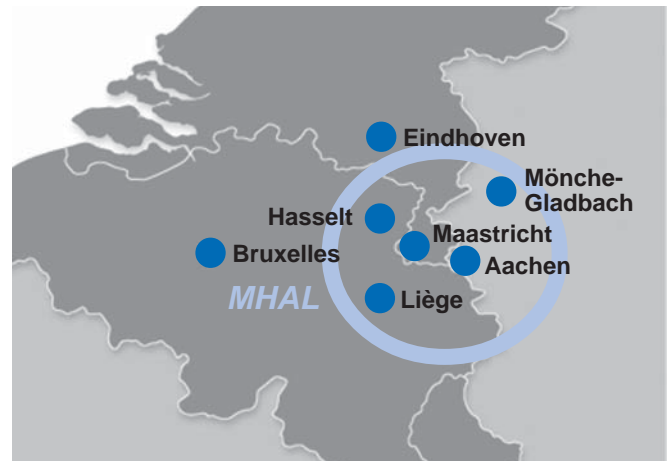 Eindhoven
Mönche-
Gladbach
Hasselt
Maastricht
Bruxelles
Aachen
MHAL
Liège